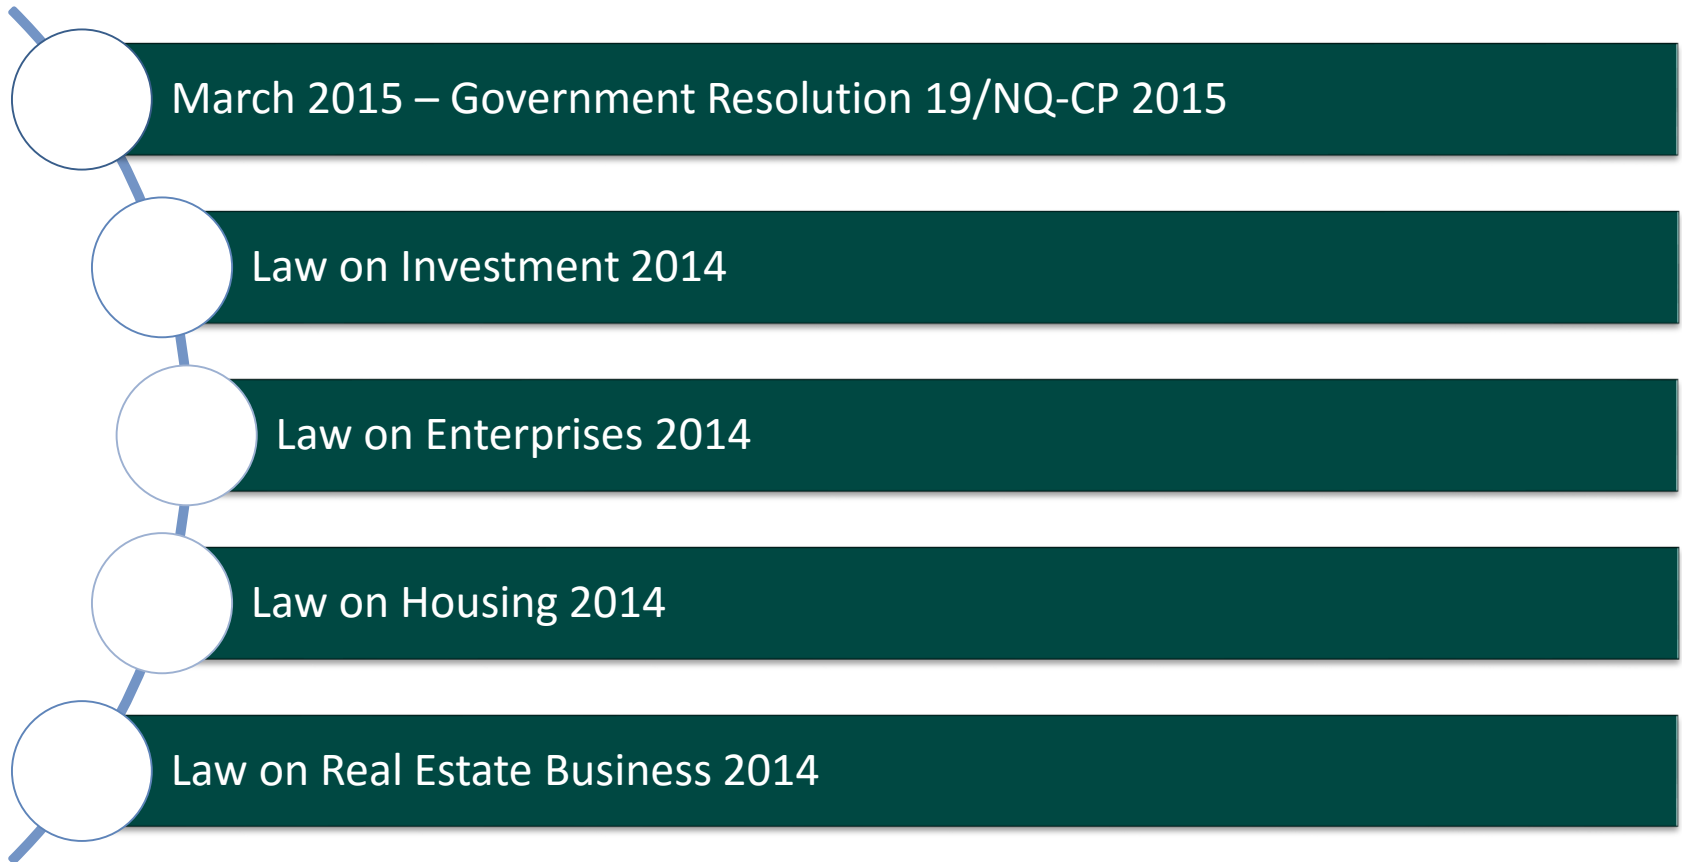 March 2015 – Government Resolution 19/NQ-CP 2015
Law on Investment 2014
Law on Enterprises 2014
Law on Housing 2014
Law on Real Estate Business 2014